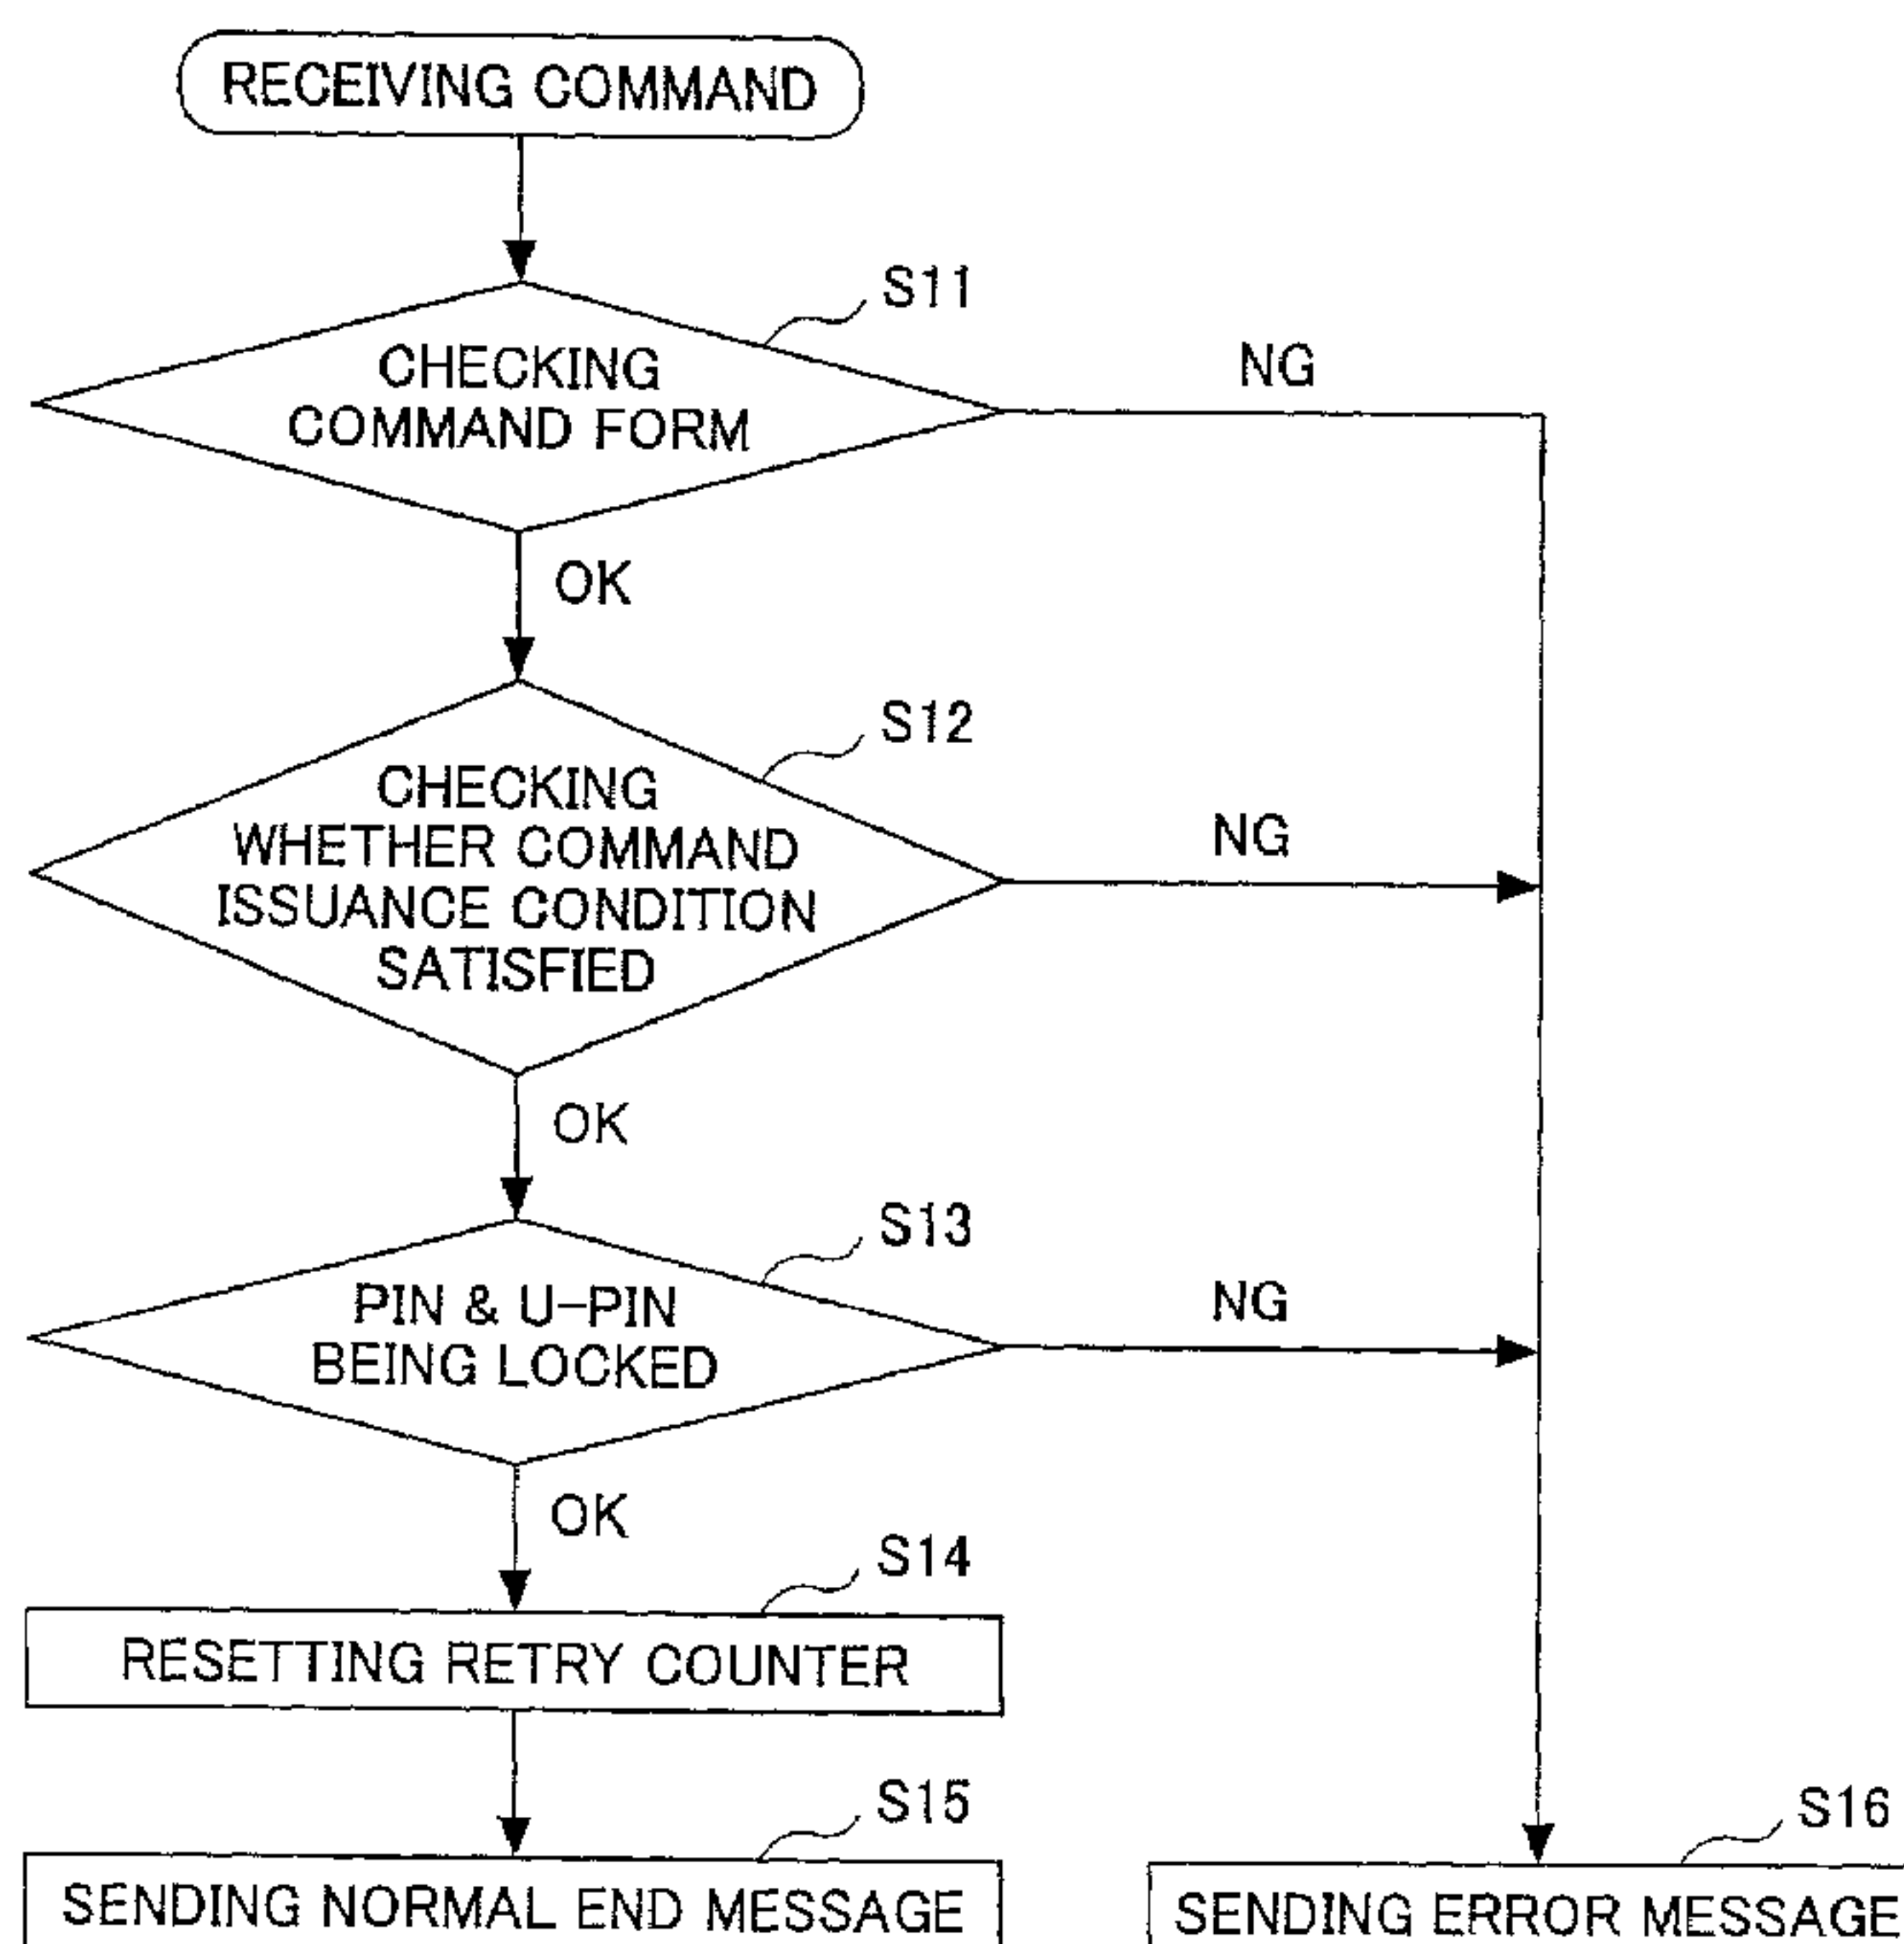 RECEIVING COMMAND
S11
CHECKING
COMMAND FORM
NG
OK
S12
CHECKING
WHETHER COMMAND
ISSUANCE CONDITION
SATISFIED
NG
OK
S13
PIN & U-PIN
BEING LOCKED
NG
OK
S14
RESETTING RETRY COUNTER
S15
SENDING NORMAL END MESSAGE
S16
SENDING ERROR MESSAGE